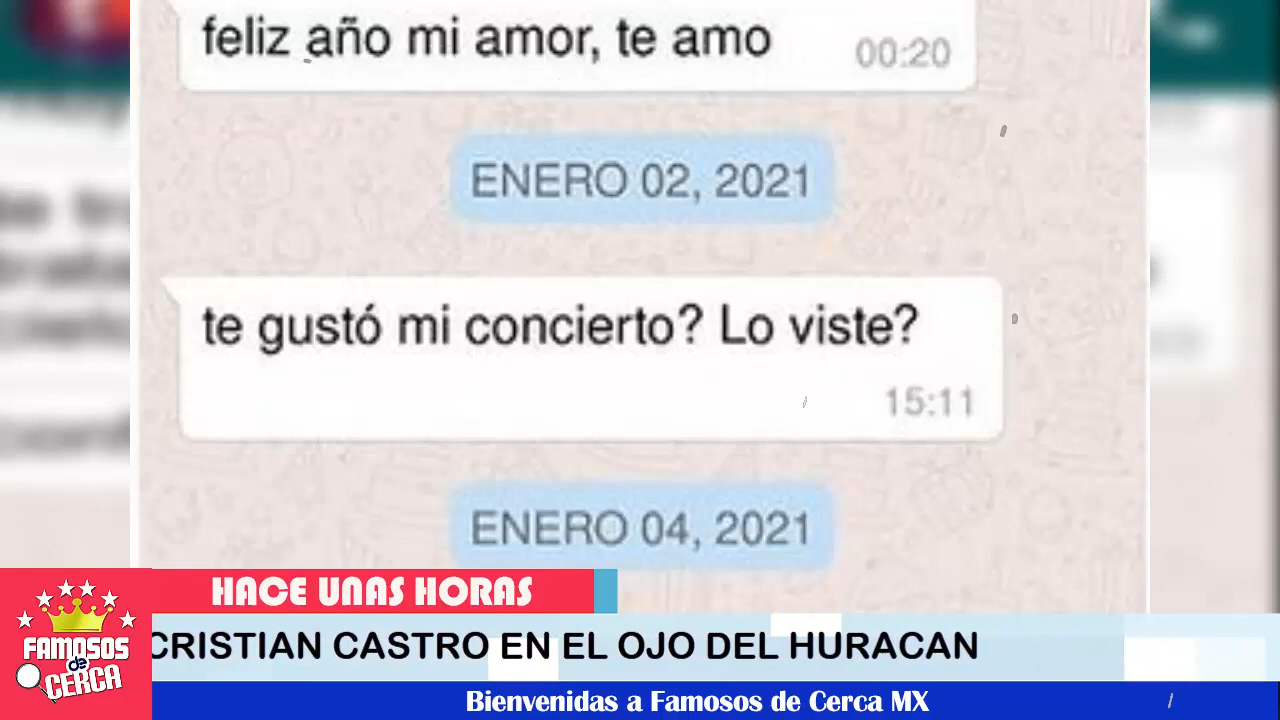 feliz año mi amor, te amo
00:20
ENERO 02, 2021
te gustó mi concierto? Lo viste?
15:11
ENERO 04, 2021
HACE UNAS HORAS
CRISTIAN CASTRO EN EL OJO DEL HURACAN
FAMOSOS
de
CERCA
Bienvenidas a Famosos de Cerca MX